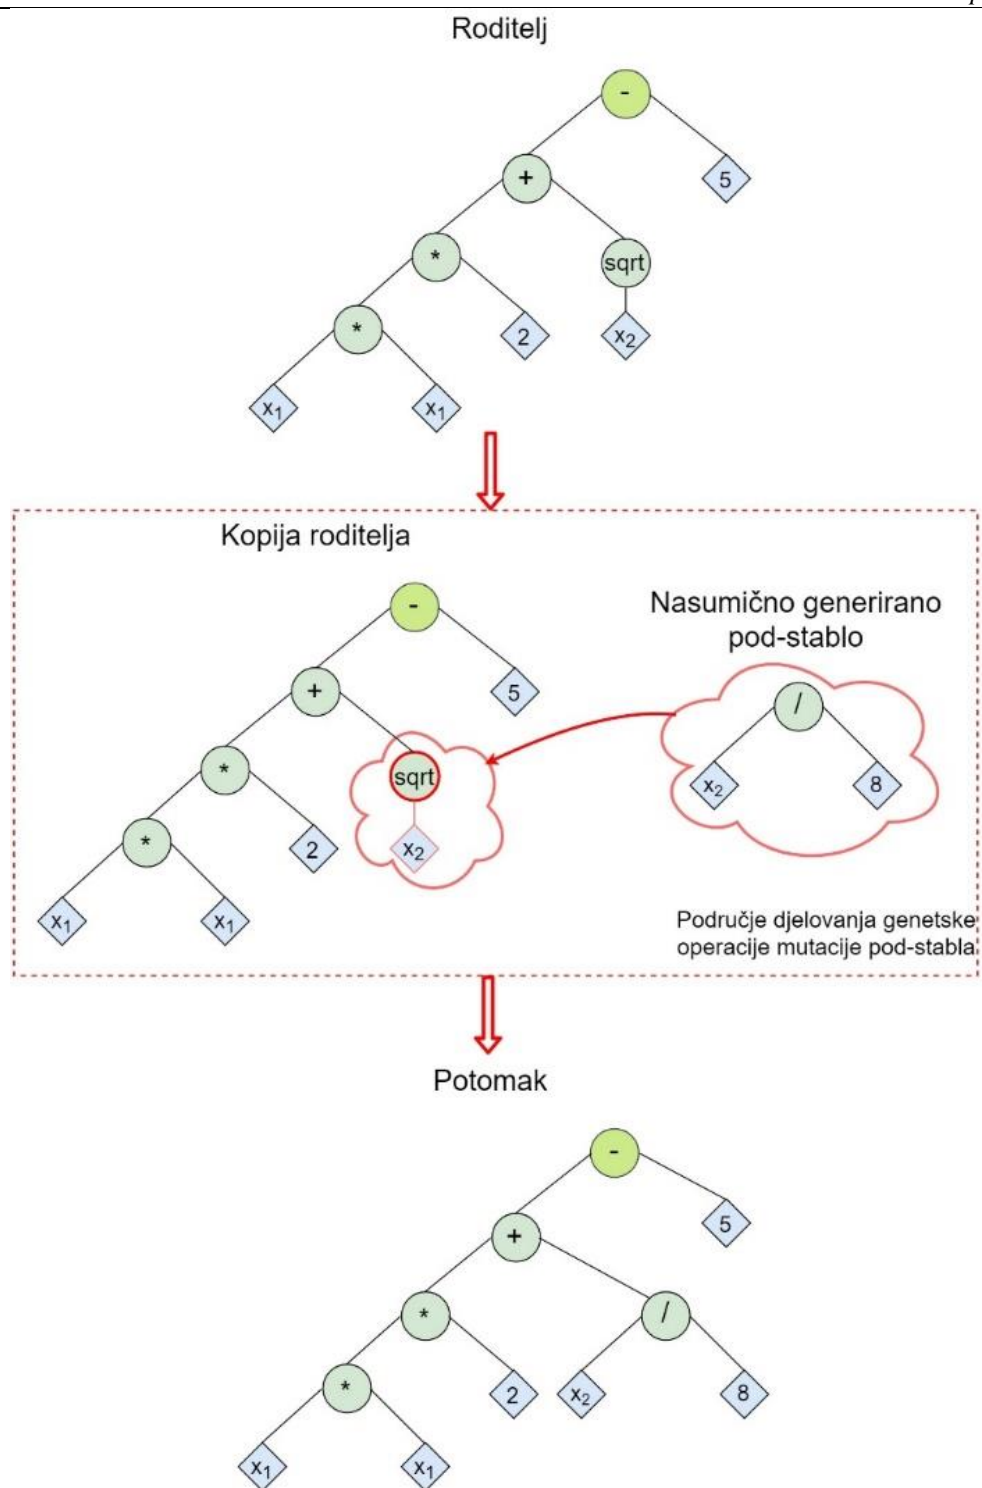 p
Roditelj
-
+
5
*
sqrt
*
2
x₂
x₁
x₁
Kopija roditelja
-
Nasumično generirano
pod-stablo
+
5
/
*
sqrt
x₂
8
*
2
x₂
x₁
x₁
Područje djelovanja genetske
operacije mutacije pod-stabla
Potomak
-
5
+
*
/
*
2
x₂
8
x₁
x₁